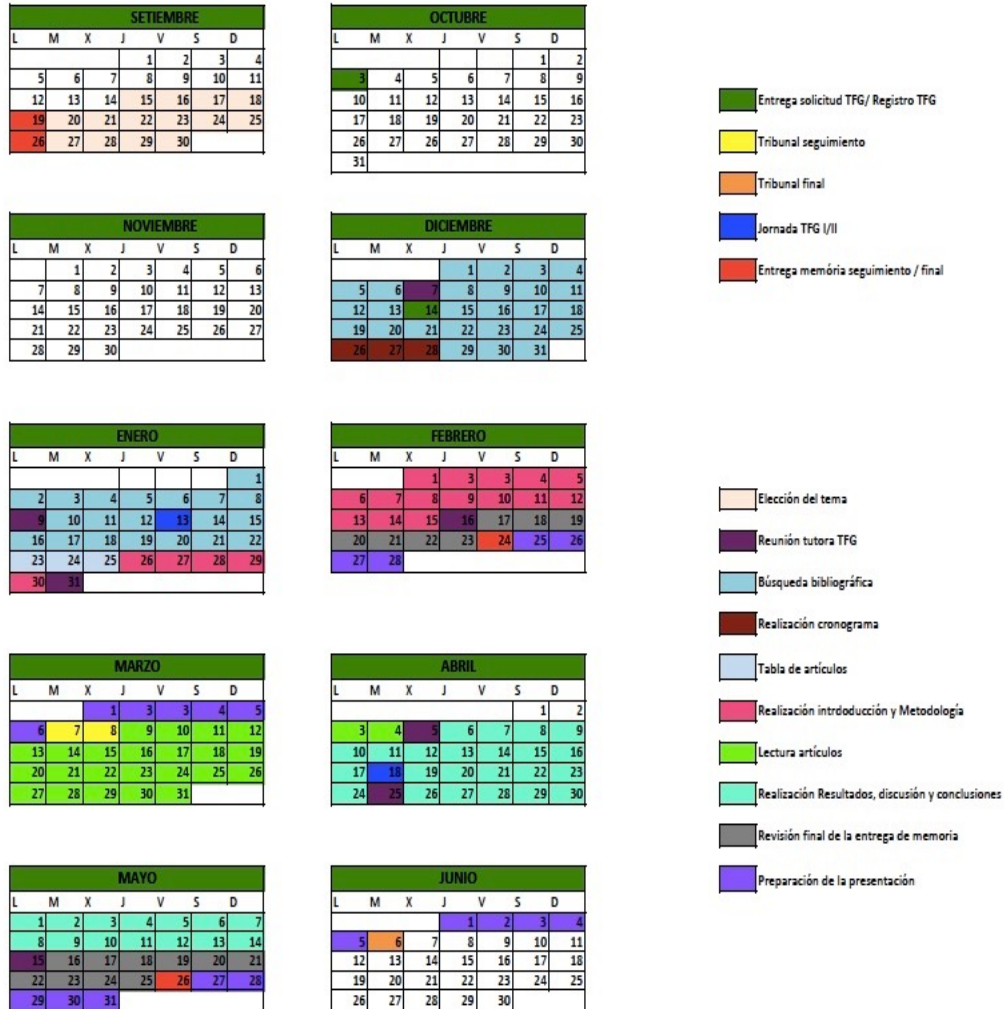 SETIEMBRE
L M X J V S D
1 2 3 4
5 6 7 8 9 10 11
12 13 14 15 16 17 18
19 20 21 22 23 24 25
26 27 28 29 30
OCTUBRE
L M X J V S D
1 2
3 4 5 6 7 8 9
10 11 12 13 14 15 16
17 18 19 20 21 22 23
26 27 26 27 28 29 30
31
Entrega solicitud TFG/ Registro TFG
Tribunal seguimiento
Tribunal final
Jornada TFG I/II
Entrega memória seguimiento / final
NOVIEMBRE
L M X J V S D
1 2 3 4 5 6
7 8 9 10 11 12 13
14 15 16 17 18 19 20
21 22 23 24 25 26 27
28 29 30
DICIEMBRE
L M X J V S D
1 2 3 4
5 6 7 8 9 10 11
12 13 14 15 16 17 18
19 20 21 22 23 24 25
26 27 28 29 30 31
ENERO
L M X J V S D
1
2 3 4 5 6 7 8
9 10 11 12 13 14 15
16 17 18 19 20 21 22
23 24 25 26 27 28 29
30 31
FEBRERO
L M X J V S D
1 3 3 4 5
6 7 8 9 10 11 12
13 14 15 16 17 18 19
20 21 22 23 24 25 26
27 28
MARZO
L M X J V S D
1 3 3 4 5
6 7 8 9 10 11 12
13 14 15 16 17 18 19
20 21 22 23 24 25 26
27 28 29 30 31
ABRIL
L M X J V S D
1 2
3 4 5 6 7 8 9
10 11 12 13 14 15 16
17 18 19 20 21 22 23
24 25 26 27 28 29 30
Elección del tema
Reunión tutora TFG
Búsqueda bibliográfica
Realización cronograma
Tabla de artículos
Realización intrdoducción y Metodología
Lectura artículos
Realización Resultados, discusión y conclusiones
Revisión final de la entrega de memoria
Preparación de la presentación
MAYO
L M X J V S D
1 2 3 4 5 6 7
8 9 10 11 12 13 14
15 16 17 18 19 20 21
22 23 24 25 26 27 28
29 30 31
JUNIO
L M X J V S D
1 2 3 4
5 6 7 8 9 10 11
12 13 14 15 16 17 18
19 20 21 22 23 24 25
26 27 28 29 30